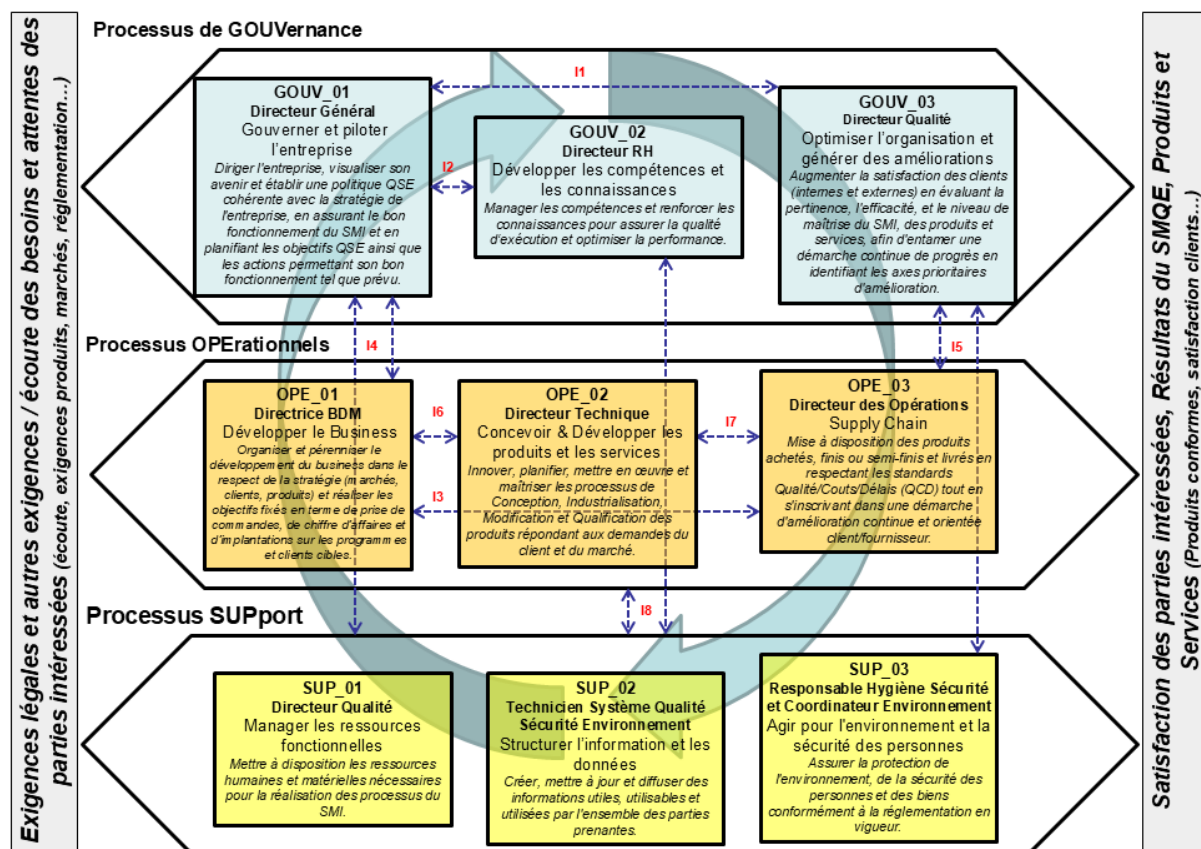 Exigences légales et autres exigences / écoute des besoins et attentes des
parties intéressées (écoute, exigences produits, marchés, réglementation...)
Processus de GOUVernance
I1
GOUV_01
Directeur Général
Gouverner et piloter
l'entreprise
Diriger l'entreprise, visualiser son
avenir et établir une politique QSE
cohérente avec la stratégie de
l'entreprise, en assurant le bon
fonctionnement du SMI et en
planifiant les objectifs QSE ainsi que
les actions permettant son bon
fonctionnement tel que prévu.
I2
GOUV_02
Directeur RH
Développer les compétences et
les connaissances
Manager les compétences et renforcer les
connaissances pour assurer la qualité
d'exécution et optimiser la performance.
GOUV_03
Directeur Qualité
Optimiser l'organisation et
générer des améliorations
Augmenter la satisfaction des clients
(internes et externes) en évaluant la
pertinence, l'efficacité, et le niveau de
maîtrise du SMI, des produits et
services, afin d'entamer une
démarche continue de progrès en
identifiant les axes prioritaires
d'amélioration.
Processus OPErationnels
I4
I5
OPE_01
Directrice BDM
Développer le Business
Organiser et pérenniser le
développement du business dans le
respect de la stratégie (marchés,
clients, produits) et réaliser les
objectifs fixés en terme de prise de
commandes, de chiffre d'affaires et
d'implantations sur les programmes
et clients cibles.
I6
I3
OPE_02
Directeur Technique
Concevoir & Développer les
produits et les services
Innover, planifier, mettre en œuvre et
maîtriser les processus de
Conception, Industrialisation,
Modification et Qualification des
produits répondant aux demandes du
client et du marché.
I7
OPE_03
Directeur des Opérations
Supply Chain
Mise à disposition des produits
achetés, finis ou semi-finis et livrés en
respectant les standards
Qualité/Couts/Délais (QCD) tout en
s'inscrivant dans une démarche
d'amélioration continue et orientée
client/fournisseur.
Processus SUPport
I8
SUP_01
Directeur Qualité
Manager les ressources
fonctionnelles
Mettre à disposition les ressources
humaines et matérielles nécessaires
pour la réalisation des processus du
SMI.
SUP_02
Technicien Système Qualité
Sécurité Environnement
Structurer l'information et les
données
Créer, mettre à jour et diffuser des
informations utiles, utilisables et
utilisées par l'ensemble des parties
prenantes.
SUP_03
Responsable Hygiène Sécurité
et Coordinateur Environnement
Agir pour l'environnement et la
sécurité des personnes
Assurer la protection de
l'environnement, de la sécurité des
personnes et des biens
conformément à la réglementation en
vigueur.
Satisfaction des parties intéressées, Résultats du SMQE, Produits et
Services (Produits conformes, satisfaction clients...)